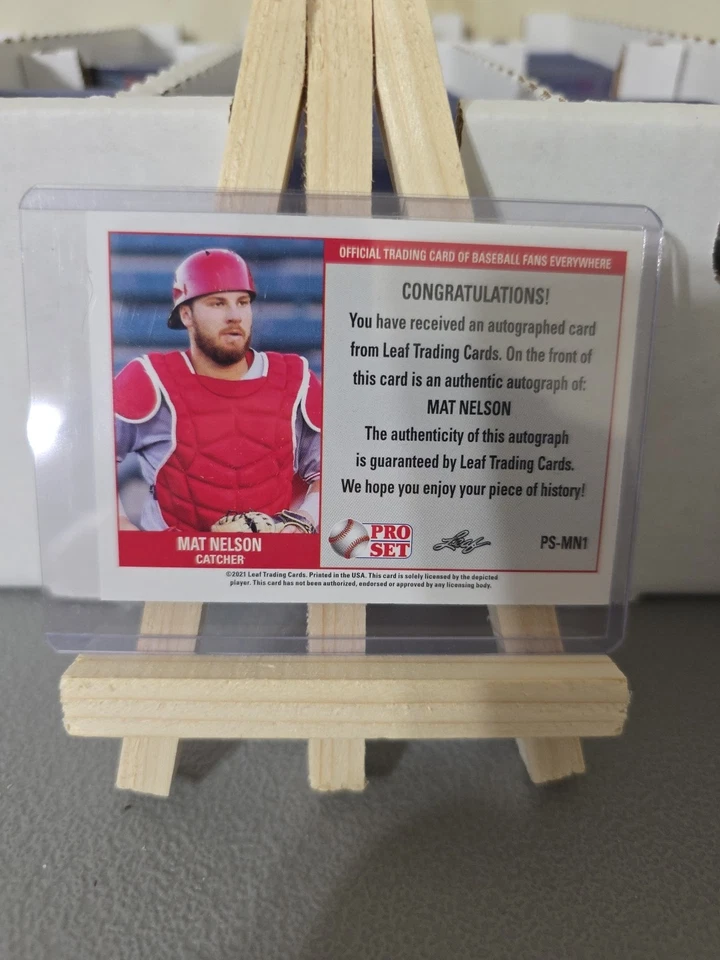 OFFICIAL TRADING CARD OF BASEBALL FANS EVERYWHERE
CONGRATULATIONS!
You have received an autographed card
from Leaf Trading Cards. On the front of
this card is an authentic autograph of:
MAT NELSON
The authenticity of this autograph
is guaranteed by Leaf Trading Cards.
We hope you enjoy your piece of history!
MAT NELSON
CATCHER
PRO
SET
Leaf
PS-MN1
©2021 Leaf Trading Cards. Printed in the USA. This card is solely licensed by the depicted
player. This card has not been authorized, endorsed or approved by any licensing body.